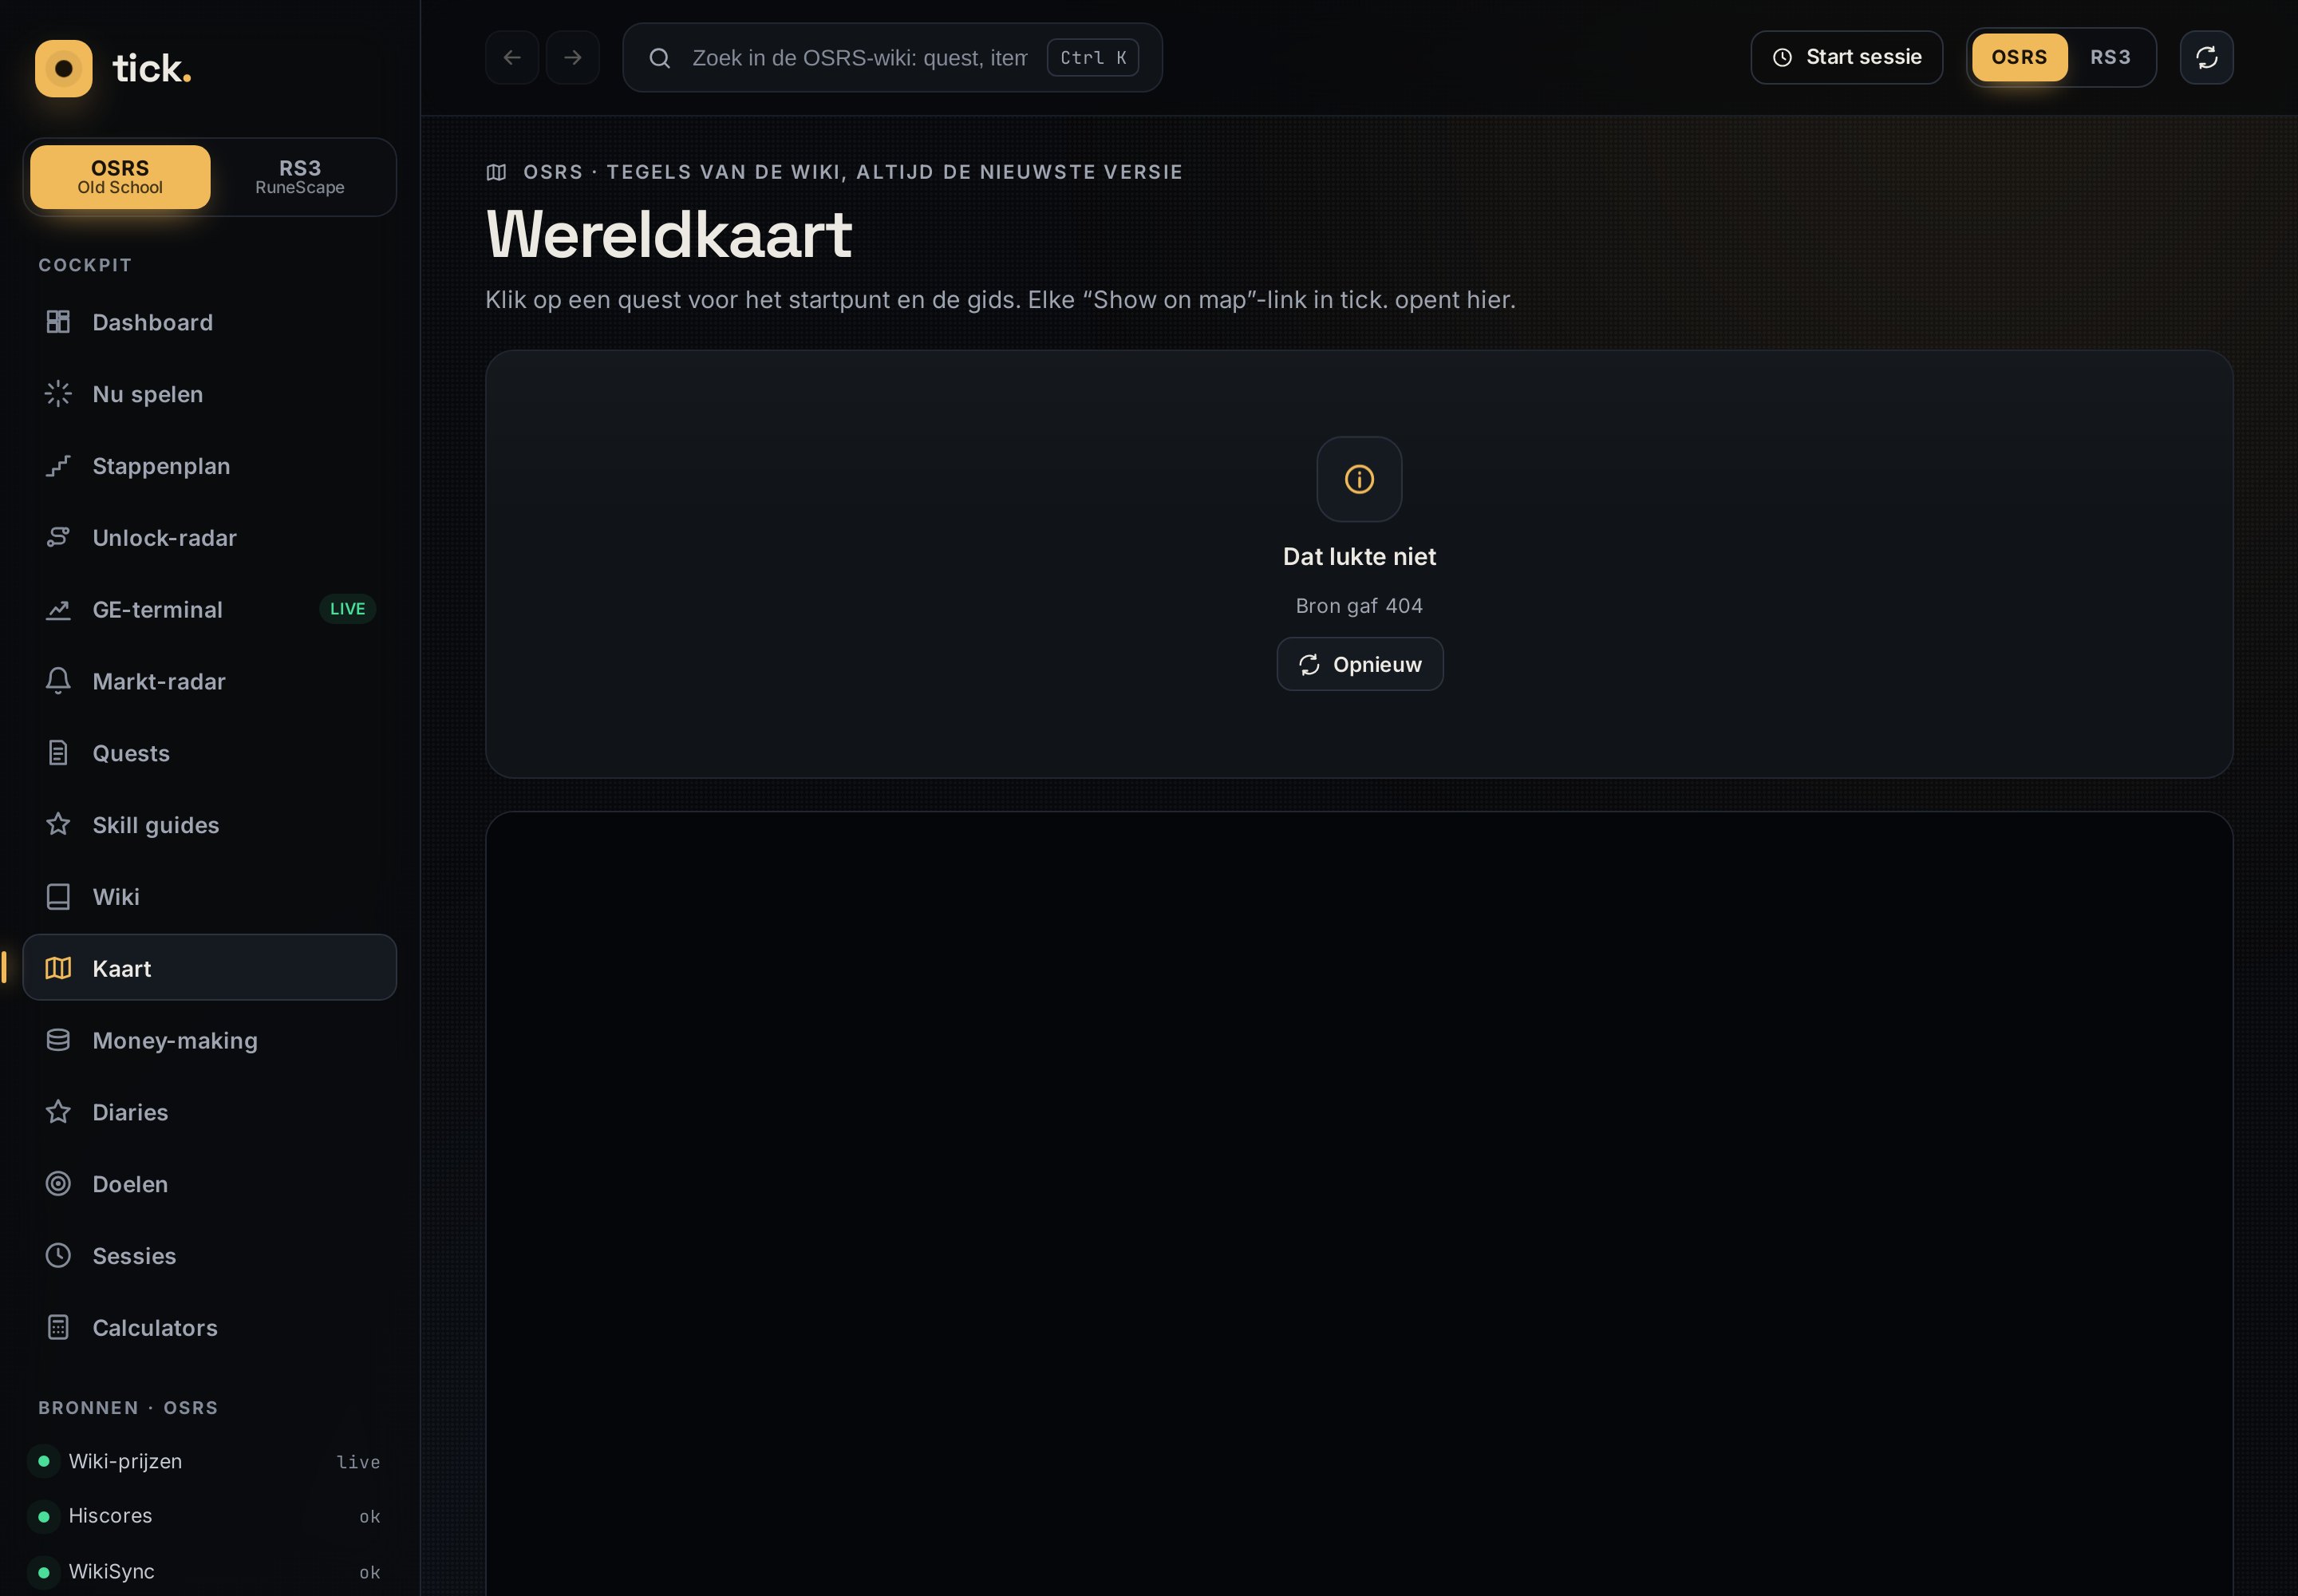 tick.
OSRS
Old School
RS3
RuneScape
COCKPIT
Dashboard
Nu spelen
Stappenplan
Unlock-radar
GE-terminal
LIVE
Markt-radar
Quests
Skill guides
Wiki
Kaart
Money-making
Diaries
Doelen
Sessies
Calculators
BRONNEN · OSRS
Wiki-prijzen live
Hiscores ok
WikiSync ok
Zoek in de OSRS-wiki: quest, item
Ctrl K
Start sessie
OSRS
RS3
OSRS · TEGELS VAN DE WIKI, ALTIJD DE NIEUWSTE VERSIE
Wereldkaart
Klik op een quest voor het startpunt en de gids. Elke “Show on map”-link in tick. opent hier.
Dat lukte niet
Bron gaf 404
Opnieuw